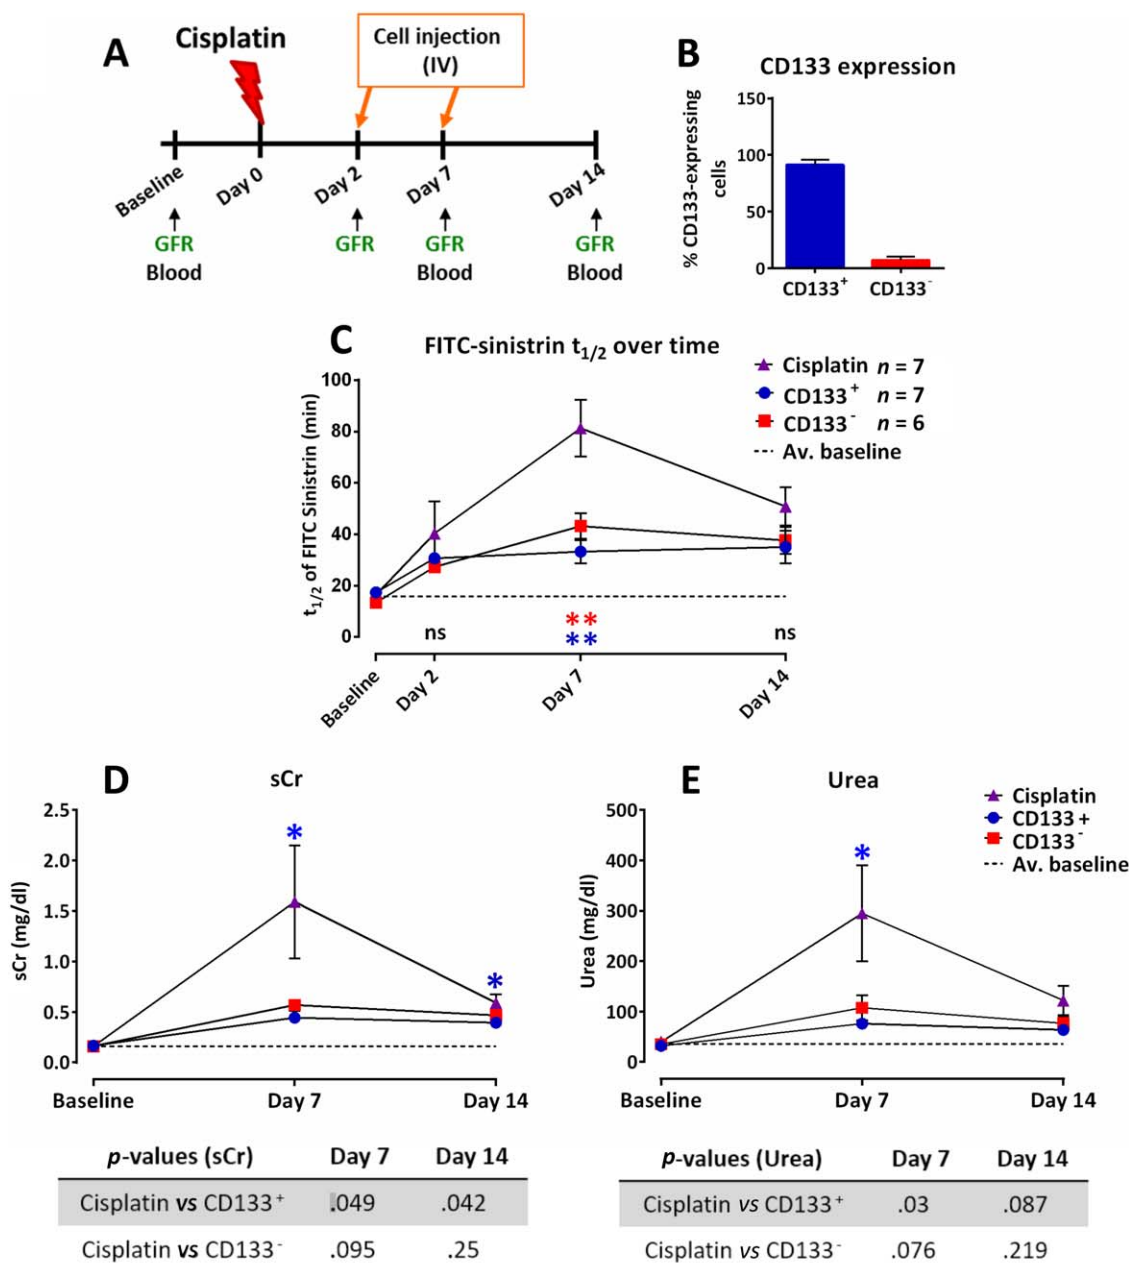 A
Cisplatin
Cell injection
(IV)
Baseline
Day 0
Day 2
Day 7
Day 14
GFR
GFR
GFR
GFR
Blood
Blood
Blood
B
CD133 expression
% CD133-expressing
cells
150
100
50
0
CD133⁺
CD133⁻
C
FITC-sinistrin t₁/₂ over time
Cisplatin n = 7
CD133⁺ n = 7
CD133⁻ n = 6
Av. baseline
t₁/₂ of FITC Sinistrin (min)
100
80
60
40
20
0
ns
**
**
ns
Baseline
Day 2
Day 7
Day 14
D
sCr
sCr (mg/dl)
2.5
2.0
1.5
1.0
0.5
0.0
*
*
Baseline
Day 7
Day 14
E
Urea
Cisplatin
CD133+
CD133⁻
Av. baseline
Urea (mg/dl)
500
400
300
200
100
0
*
Baseline
Day 7
Day 14
p-values (sCr) Day 7 Day 14
Cisplatin vs CD133⁺ .049 .042
Cisplatin vs CD133⁻ .095 .25
p-values (Urea) Day 7 Day 14
Cisplatin vs CD133⁺ .03 .087
Cisplatin vs CD133⁻ .076 .219